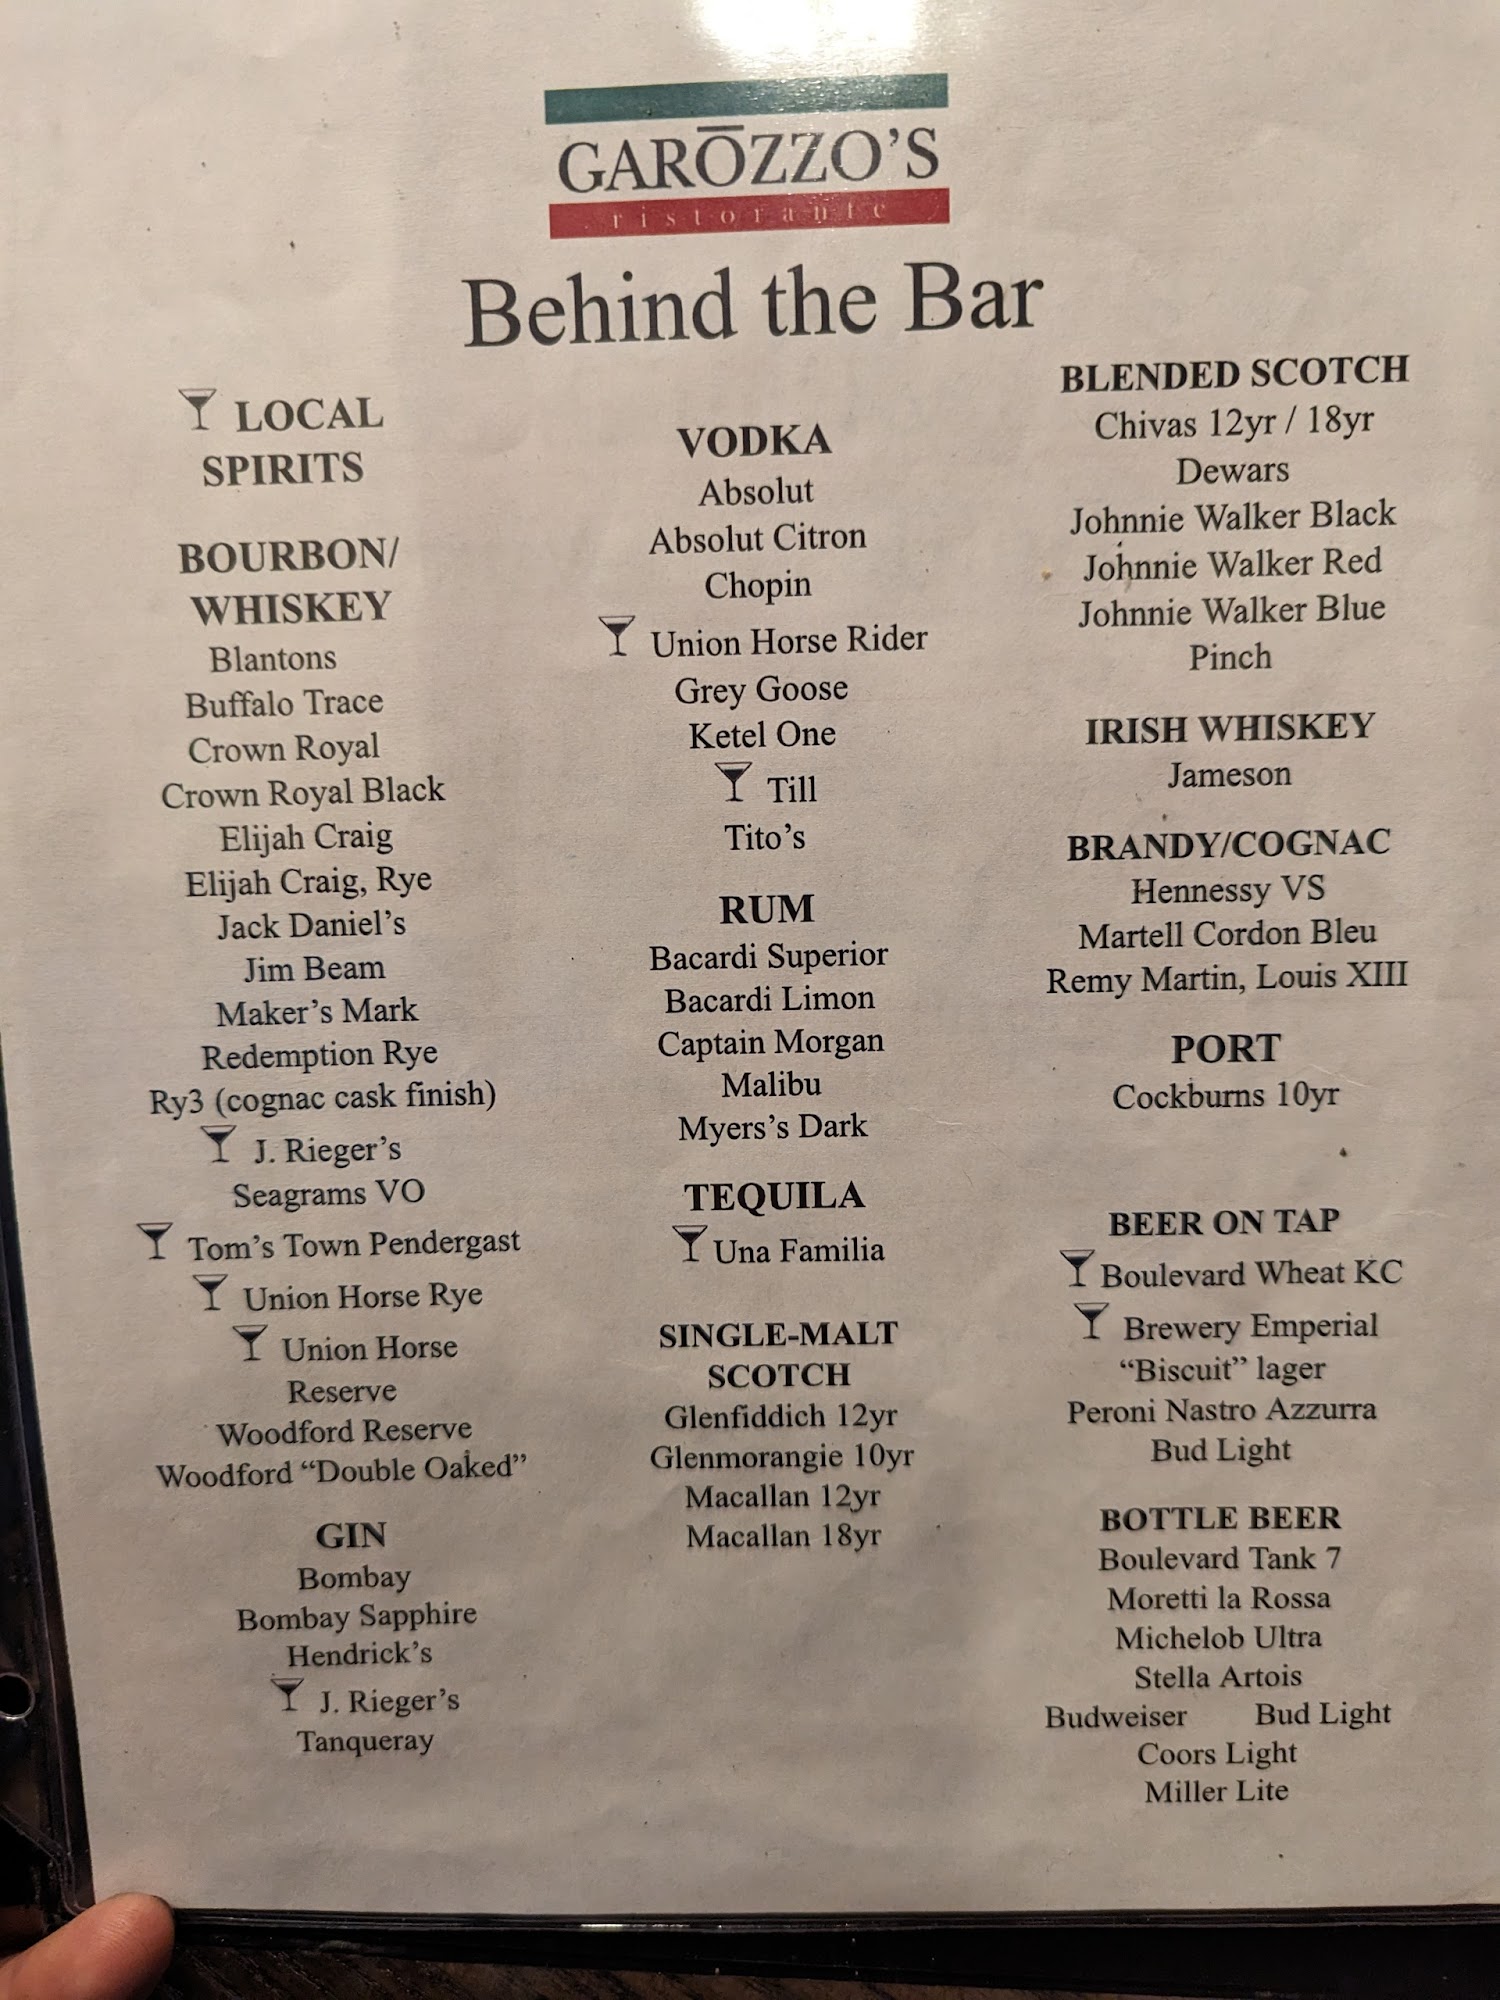 GARŌZZO'S
ristorante
Behind the Bar
LOCAL
SPIRITS
BOURBON/
WHISKEY
Blantons
Buffalo Trace
Crown Royal
Crown Royal Black
Elijah Craig
Elijah Craig, Rye
Jack Daniel's
Jim Beam
Maker's Mark
Redemption Rye
Ry3 (cognac cask finish)
J. Rieger's
Seagrams VO
Tom's Town Pendergast
Union Horse Rye
Union Horse
Reserve
Woodford Reserve
Woodford "Double Oaked"
GIN
Bombay
Bombay Sapphire
Hendrick's
J. Rieger's
Tanqueray
VODKA
Absolut
Absolut Citron
Chopin
Union Horse Rider
Grey Goose
Ketel One
Till
Tito's
RUM
Bacardi Superior
Bacardi Limon
Captain Morgan
Malibu
Myers's Dark
TEQUILA
Una Familia
SINGLE-MALT
SCOTCH
Glenfiddich 12yr
Glenmorangie 10yr
Macallan 12yr
Macallan 18yr
BLENDED SCOTCH
Chivas 12yr / 18yr
Dewars
Johnnie Walker Black
Johnnie Walker Red
Johnnie Walker Blue
Pinch
IRISH WHISKEY
Jameson
BRANDY/COGNAC
Hennessy VS
Martell Cordon Bleu
Remy Martin, Louis XIII
PORT
Cockburns 10yr
BEER ON TAP
Boulevard Wheat KC
Brewery Emperial
"Biscuit" lager
Peroni Nastro Azzurra
Bud Light
BOTTLE BEER
Boulevard Tank 7
Moretti la Rossa
Michelob Ultra
Stella Artois
Budweiser Bud Light
Coors Light
Miller Lite